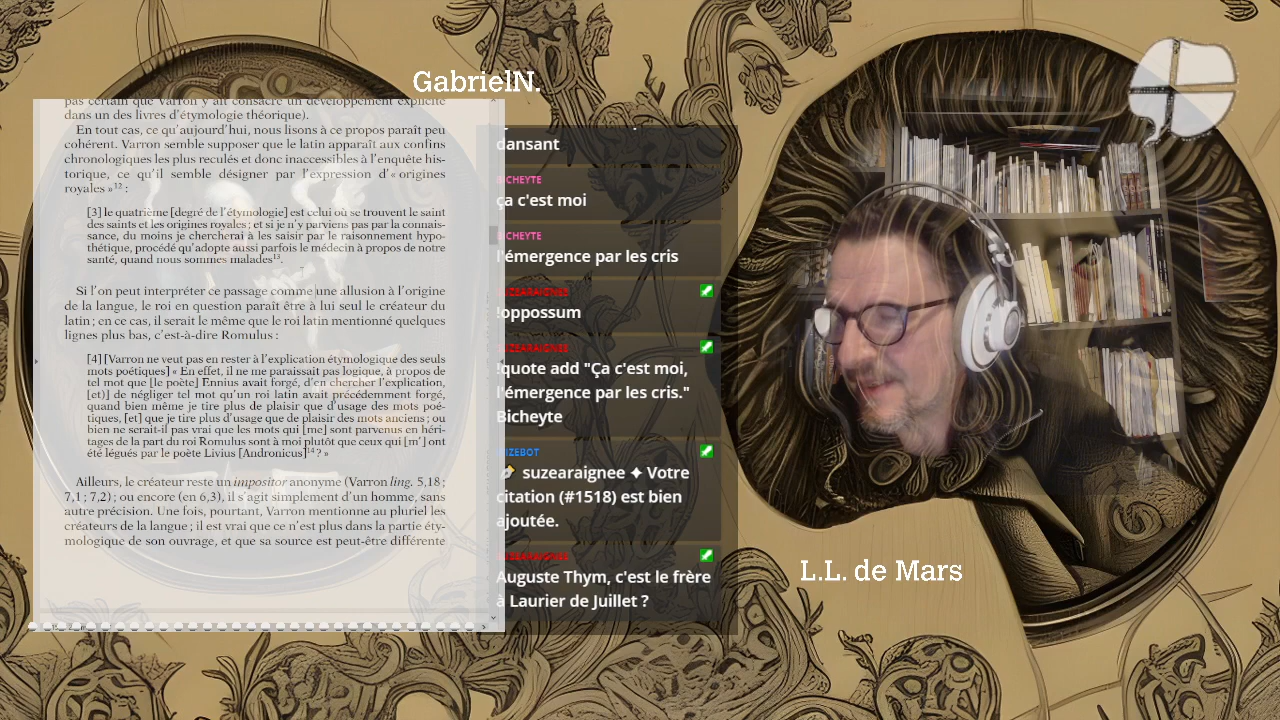 GabrielN.
pas certain que Varron y ait consacré un développement explicite
dans un des livres d'étymologie théorique).
En tout cas, ce qu'aujourd'hui, nous lisons à ce propos paraît peu
cohérent. Varron semble supposer que le latin apparaît aux confins
chronologiques les plus reculés et donc inaccessibles à l'enquête his-
torique, ce qu'il semble désigner par l'expression d'« origines
royales »12 :
[3] le quatrième [degré de l'étymologie] est celui où se trouvent le saint
des saints et les origines royales ; et si je n'y parviens pas par la connais-
sance, du moins je chercherai à les saisir par le raisonnement hypo-
thétique, procédé qu'adopte aussi parfois le médecin à propos de notre
santé, quand nous sommes malades13.
Si l'on peut interpréter ce passage comme une allusion à l'origine
de la langue, le roi en question paraît être à lui seul le créateur du
latin ; en ce cas, il serait le même que le roi latin mentionné quelques
lignes plus bas, c'est-à-dire Romulus :
[4] [Varron ne veut pas en rester à l'explication étymologique des seuls
mots poétiques] « En effet, il ne me paraissait pas logique, à propos de
tel mot que [le poète] Ennius avait forgé, d'en chercher l'explication,
[et)] de négliger tel mot qu'un roi latin avait précédemment forgé,
quand bien même je tire plus de plaisir que d'usage des mots poé-
tiques, [et] que je tire plus d'usage que de plaisir des mots anciens ; ou
bien ne serait-il pas vrai que les mots qui [me] sont parvenus en héri-
tages de la part du roi Romulus sont à moi plutôt que ceux qui [m'] ont
été légués par le poète Livius [Andronicus]14 ? »
Ailleurs, le créateur reste un impositor anonyme (Varron ling. 5,18 ;
7,1 ; 7,2) ; ou encore (en 6,3), il s'agit simplement d'un homme, sans
autre précision. Une fois, pourtant, Varron mentionne au pluriel les
créateurs de la langue ; il est vrai que ce n'est plus dans la partie éty-
mologique de son ouvrage, et que sa source est peut-être différente
dansant
ICHEYTE
ça c'est moi
ICHEYTE
l'émergence par les cris
UZEARAIGNEE
!oppossum
UZEARAIGNEE
!quote add "Ça c'est moi,
l'émergence par les cris."
Bicheyte
IZEBOT
suzearaignee ✦ Votre
citation (#1518) est bien
ajoutée.
UZEARAIGNEE
Auguste Thym, c'est le frère
à Laurier de Juillet ?
L.L. de Mars